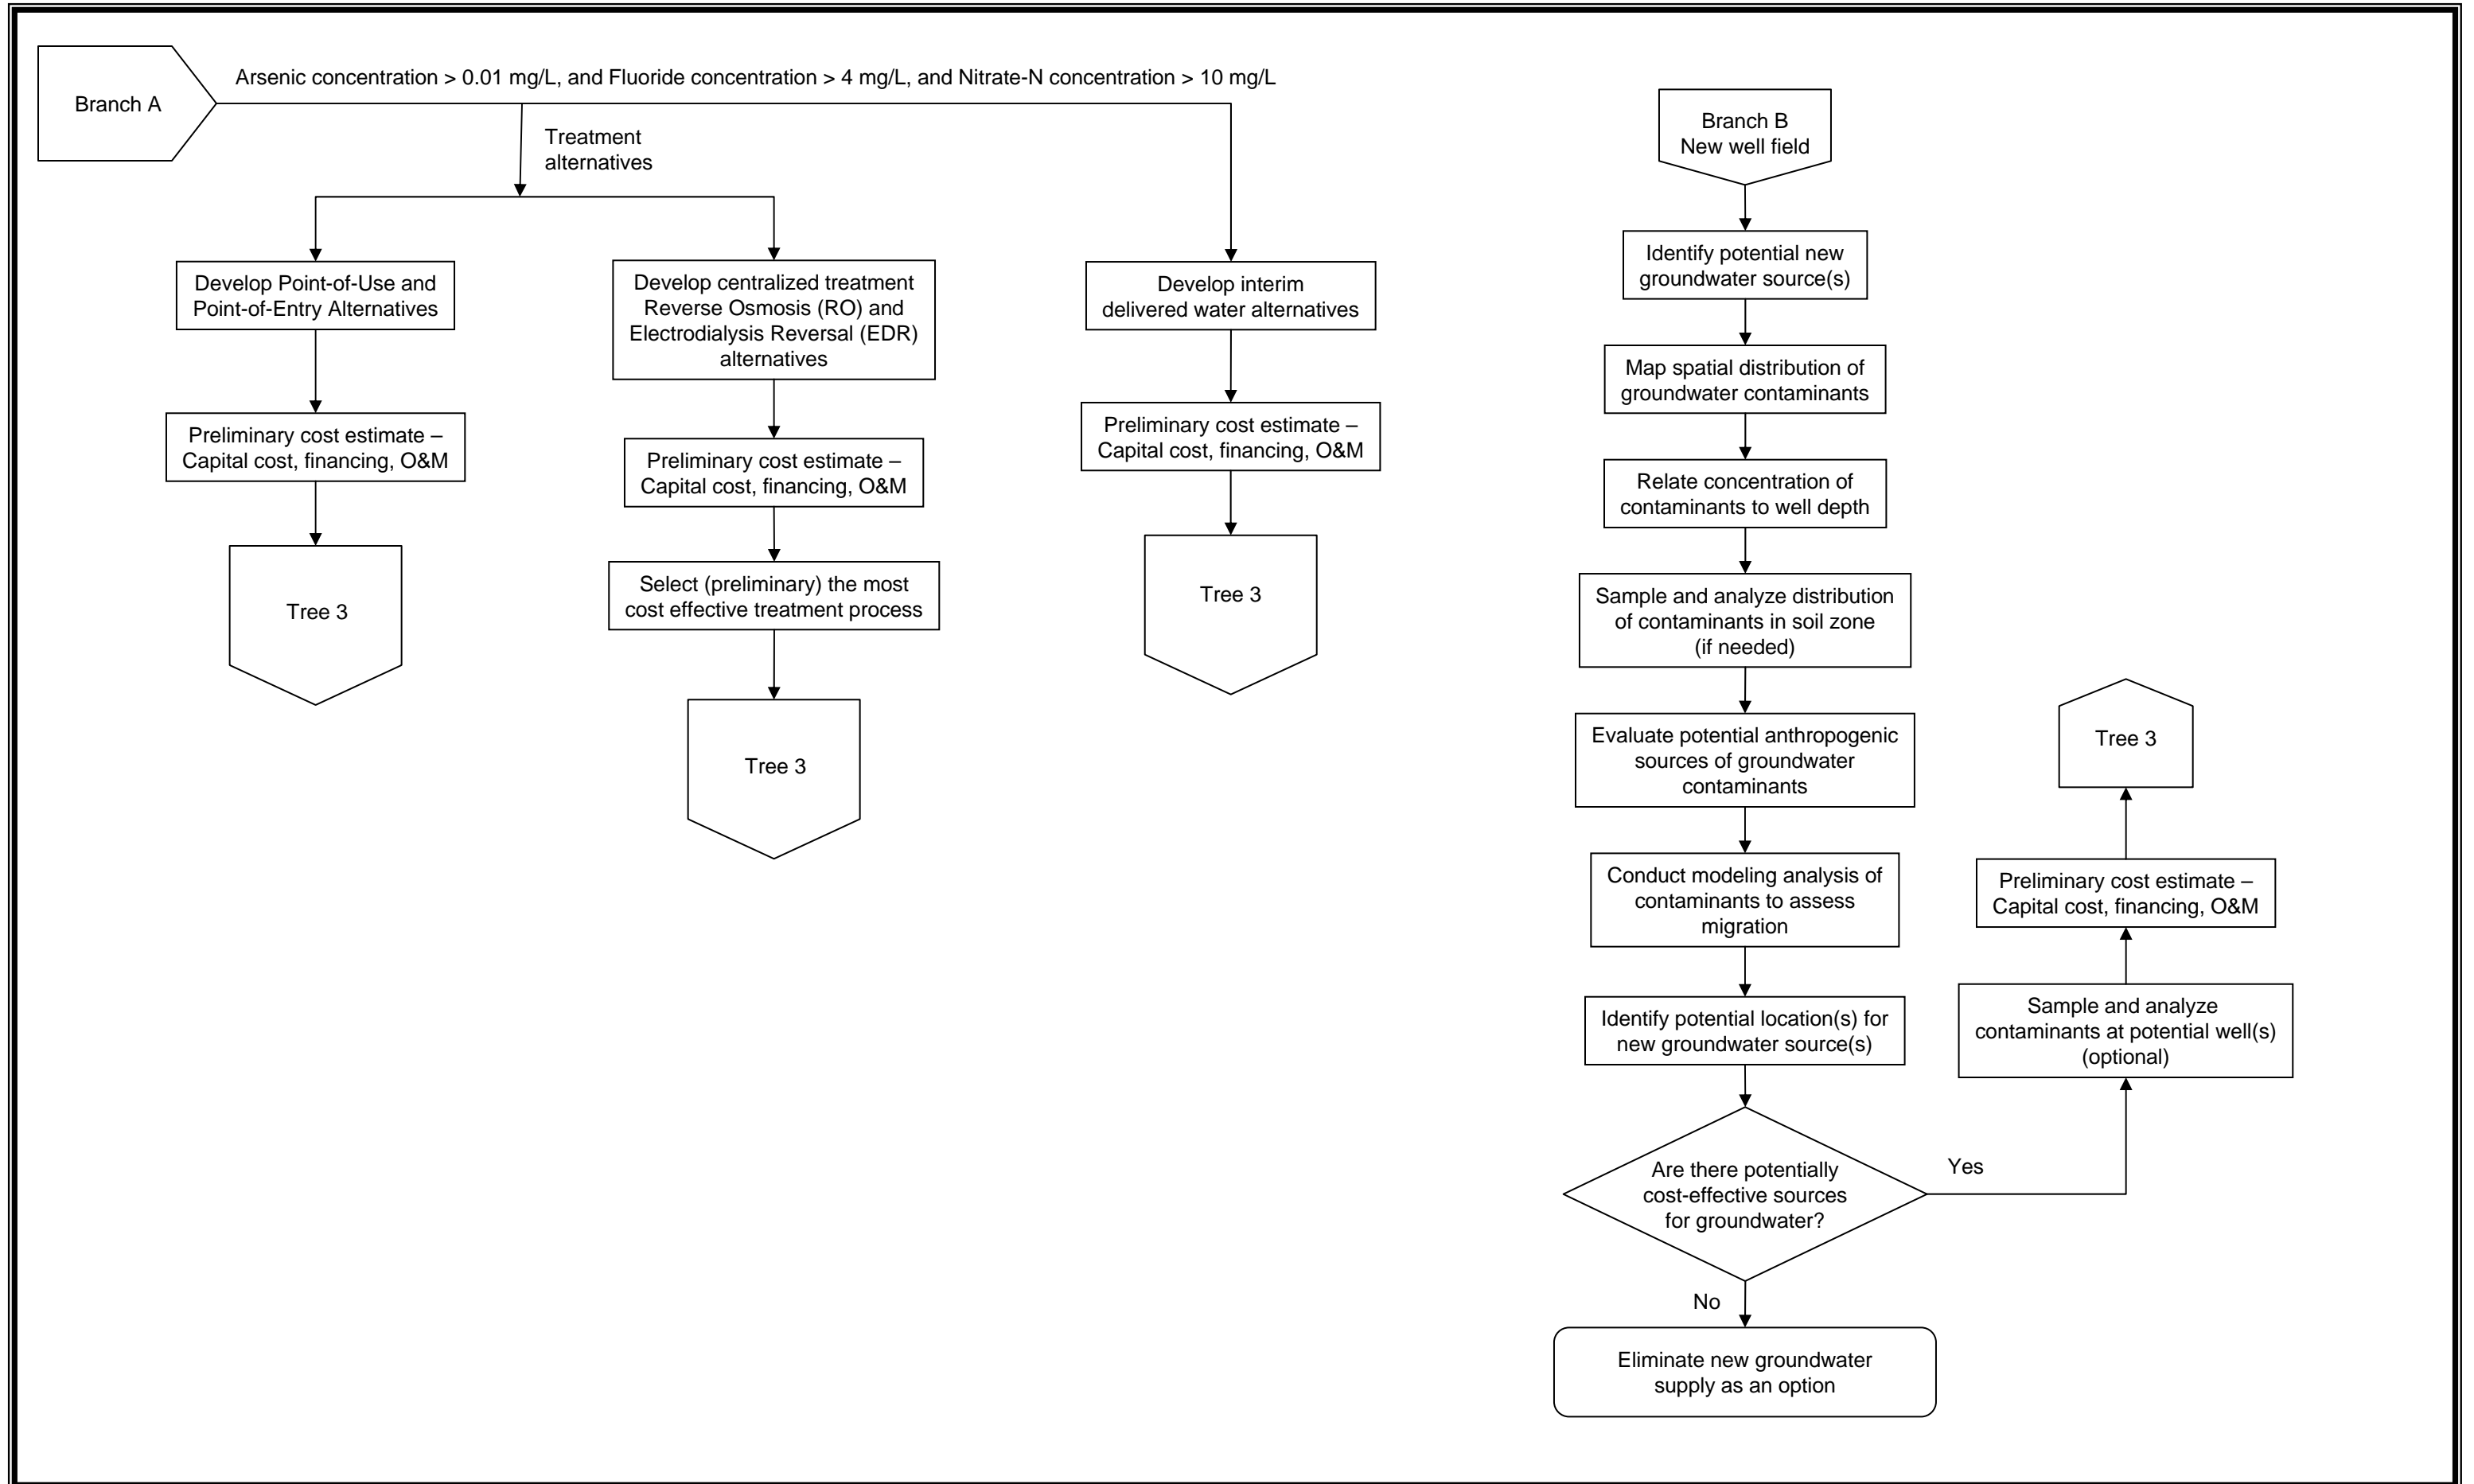 Branch A
Arsenic concentration > 0.01 mg/L, and Fluoride concentration > 4 mg/L, and Nitrate-N concentration > 10 mg/L
Treatment
alternatives
Develop Point-of-Use and
Point-of-Entry Alternatives
Preliminary cost estimate –
Capital cost, financing, O&M
Tree 3
Develop centralized treatment
Reverse Osmosis (RO) and
Electrodialysis Reversal (EDR)
alternatives
Preliminary cost estimate –
Capital cost, financing, O&M
Select (preliminary) the most
cost effective treatment process
Tree 3
Develop interim
delivered water alternatives
Preliminary cost estimate –
Capital cost, financing, O&M
Tree 3
Branch B
New well field
Identify potential new
groundwater source(s)
Map spatial distribution of
groundwater contaminants
Relate concentration of
contaminants to well depth
Sample and analyze distribution
of contaminants in soil zone
(if needed)
Evaluate potential anthropogenic
sources of groundwater
contaminants
Conduct modeling analysis of
contaminants to assess
migration
Identify potential location(s) for
new groundwater source(s)
Are there potentially
cost-effective sources
for groundwater?
Yes
Sample and analyze
contaminants at potential well(s)
(optional)
Preliminary cost estimate –
Capital cost, financing, O&M
Tree 3
No
Eliminate new groundwater
supply as an option